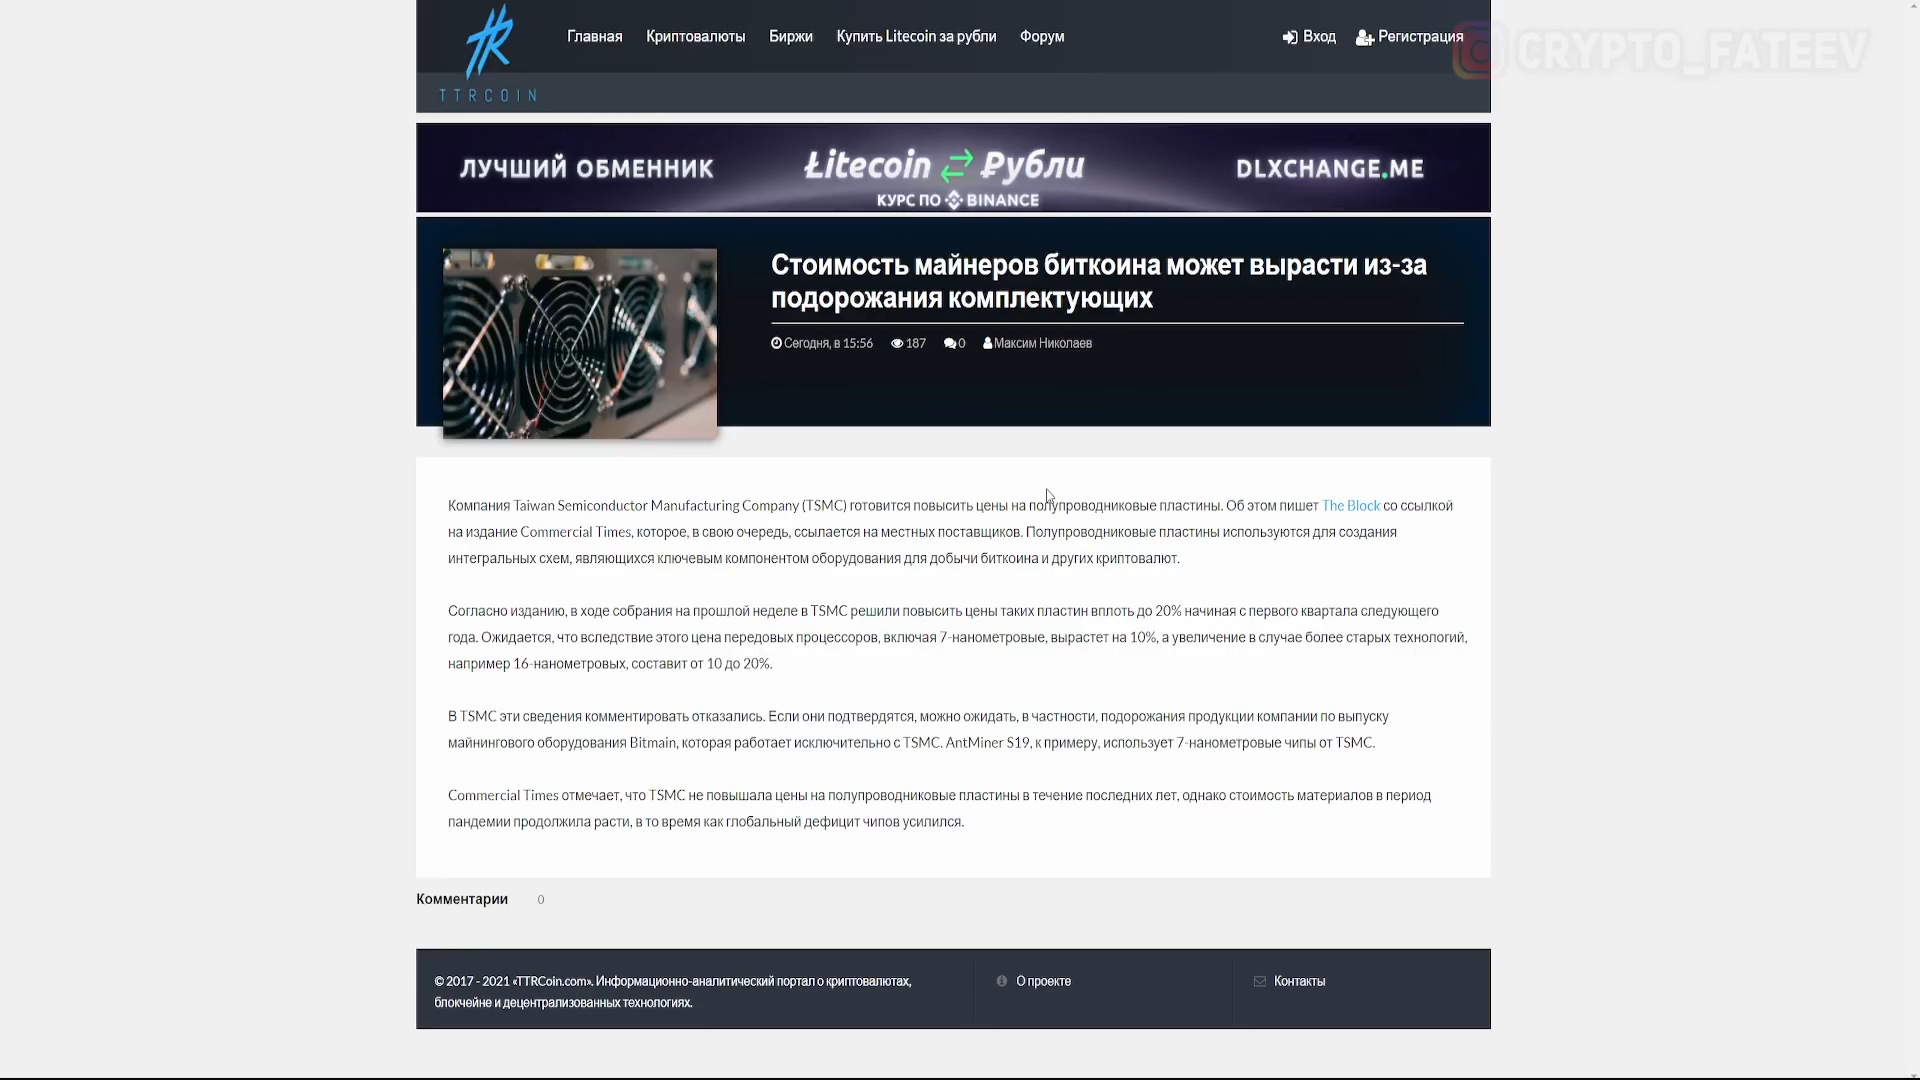 Главная Криптовалюты Биржи Купить Litecoin за рубли Форум Вход Регистрация
CRYPTO_FATEEV
TTRCOIN
ЛУЧШИЙ ОБМЕННИК Łitecoin ₽убли DLXCHANGE.ME
КУРС ПО BINANCE
Стоимость майнеров биткоина может вырасти из-за
подорожания комплектующих
Сегодня, в 15:56 187 0 Максим Николаев
Компания Taiwan Semiconductor Manufacturing Company (TSMC) готовится повысить цены на полупроводниковые пластины. Об этом пишет The Block со ссылкой
на издание Commercial Times, которое, в свою очередь, ссылается на местных поставщиков. Полупроводниковые пластины используются для создания
интегральных схем, являющихся ключевым компонентом оборудования для добычи биткоина и других криптовалют.
Согласно изданию, в ходе собрания на прошлой неделе в TSMC решили повысить цены таких пластин вплоть до 20% начиная с первого квартала следующего
года. Ожидается, что вследствие этого цена передовых процессоров, включая 7-нанометровые, вырастет на 10%, а увеличение в случае более старых технологий,
например 16-нанометровых, составит от 10 до 20%.
В TSMC эти сведения комментировать отказались. Если они подтвердятся, можно ожидать, в частности, подорожания продукции компании по выпуску
майнингового оборудования Bitmain, которая работает исключительно с TSMC. AntMiner S19, к примеру, использует 7-нанометровые чипы от TSMC.
Commercial Times отмечает, что TSMC не повышала цены на полупроводниковые пластины в течение последних лет, однако стоимость материалов в период
пандемии продолжила расти, в то время как глобальный дефицит чипов усилился.
Комментарии 0
© 2017 - 2021 «TTRCoin.com». Информационно-аналитический портал о криптовалютах,
блокчейне и децентрализованных технологиях.
О проекте
Контакты